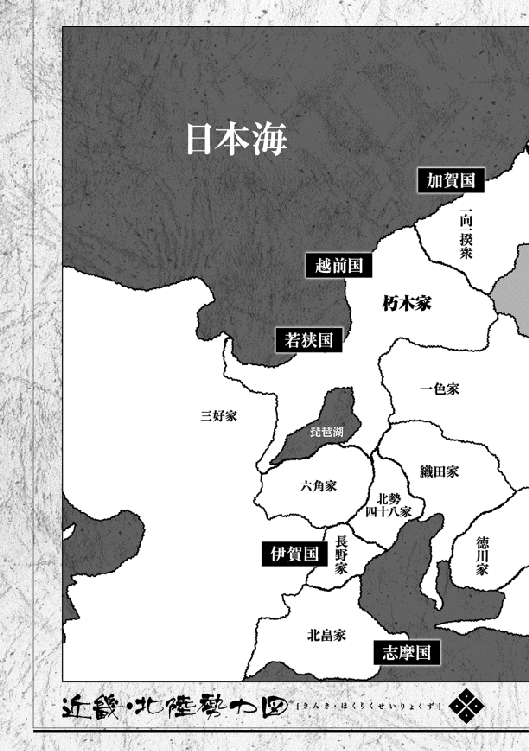 日本海
加賀国
一向一揆衆
越前国
朽木家
若狭国
一色家
三好家
琵琶湖
織田家
六角家
北勢
四十八家
徳川家
伊賀国
長野家
北畠家
志摩国
近畿・北陸勢力図 [きんき・ほくりくせいりょくず]